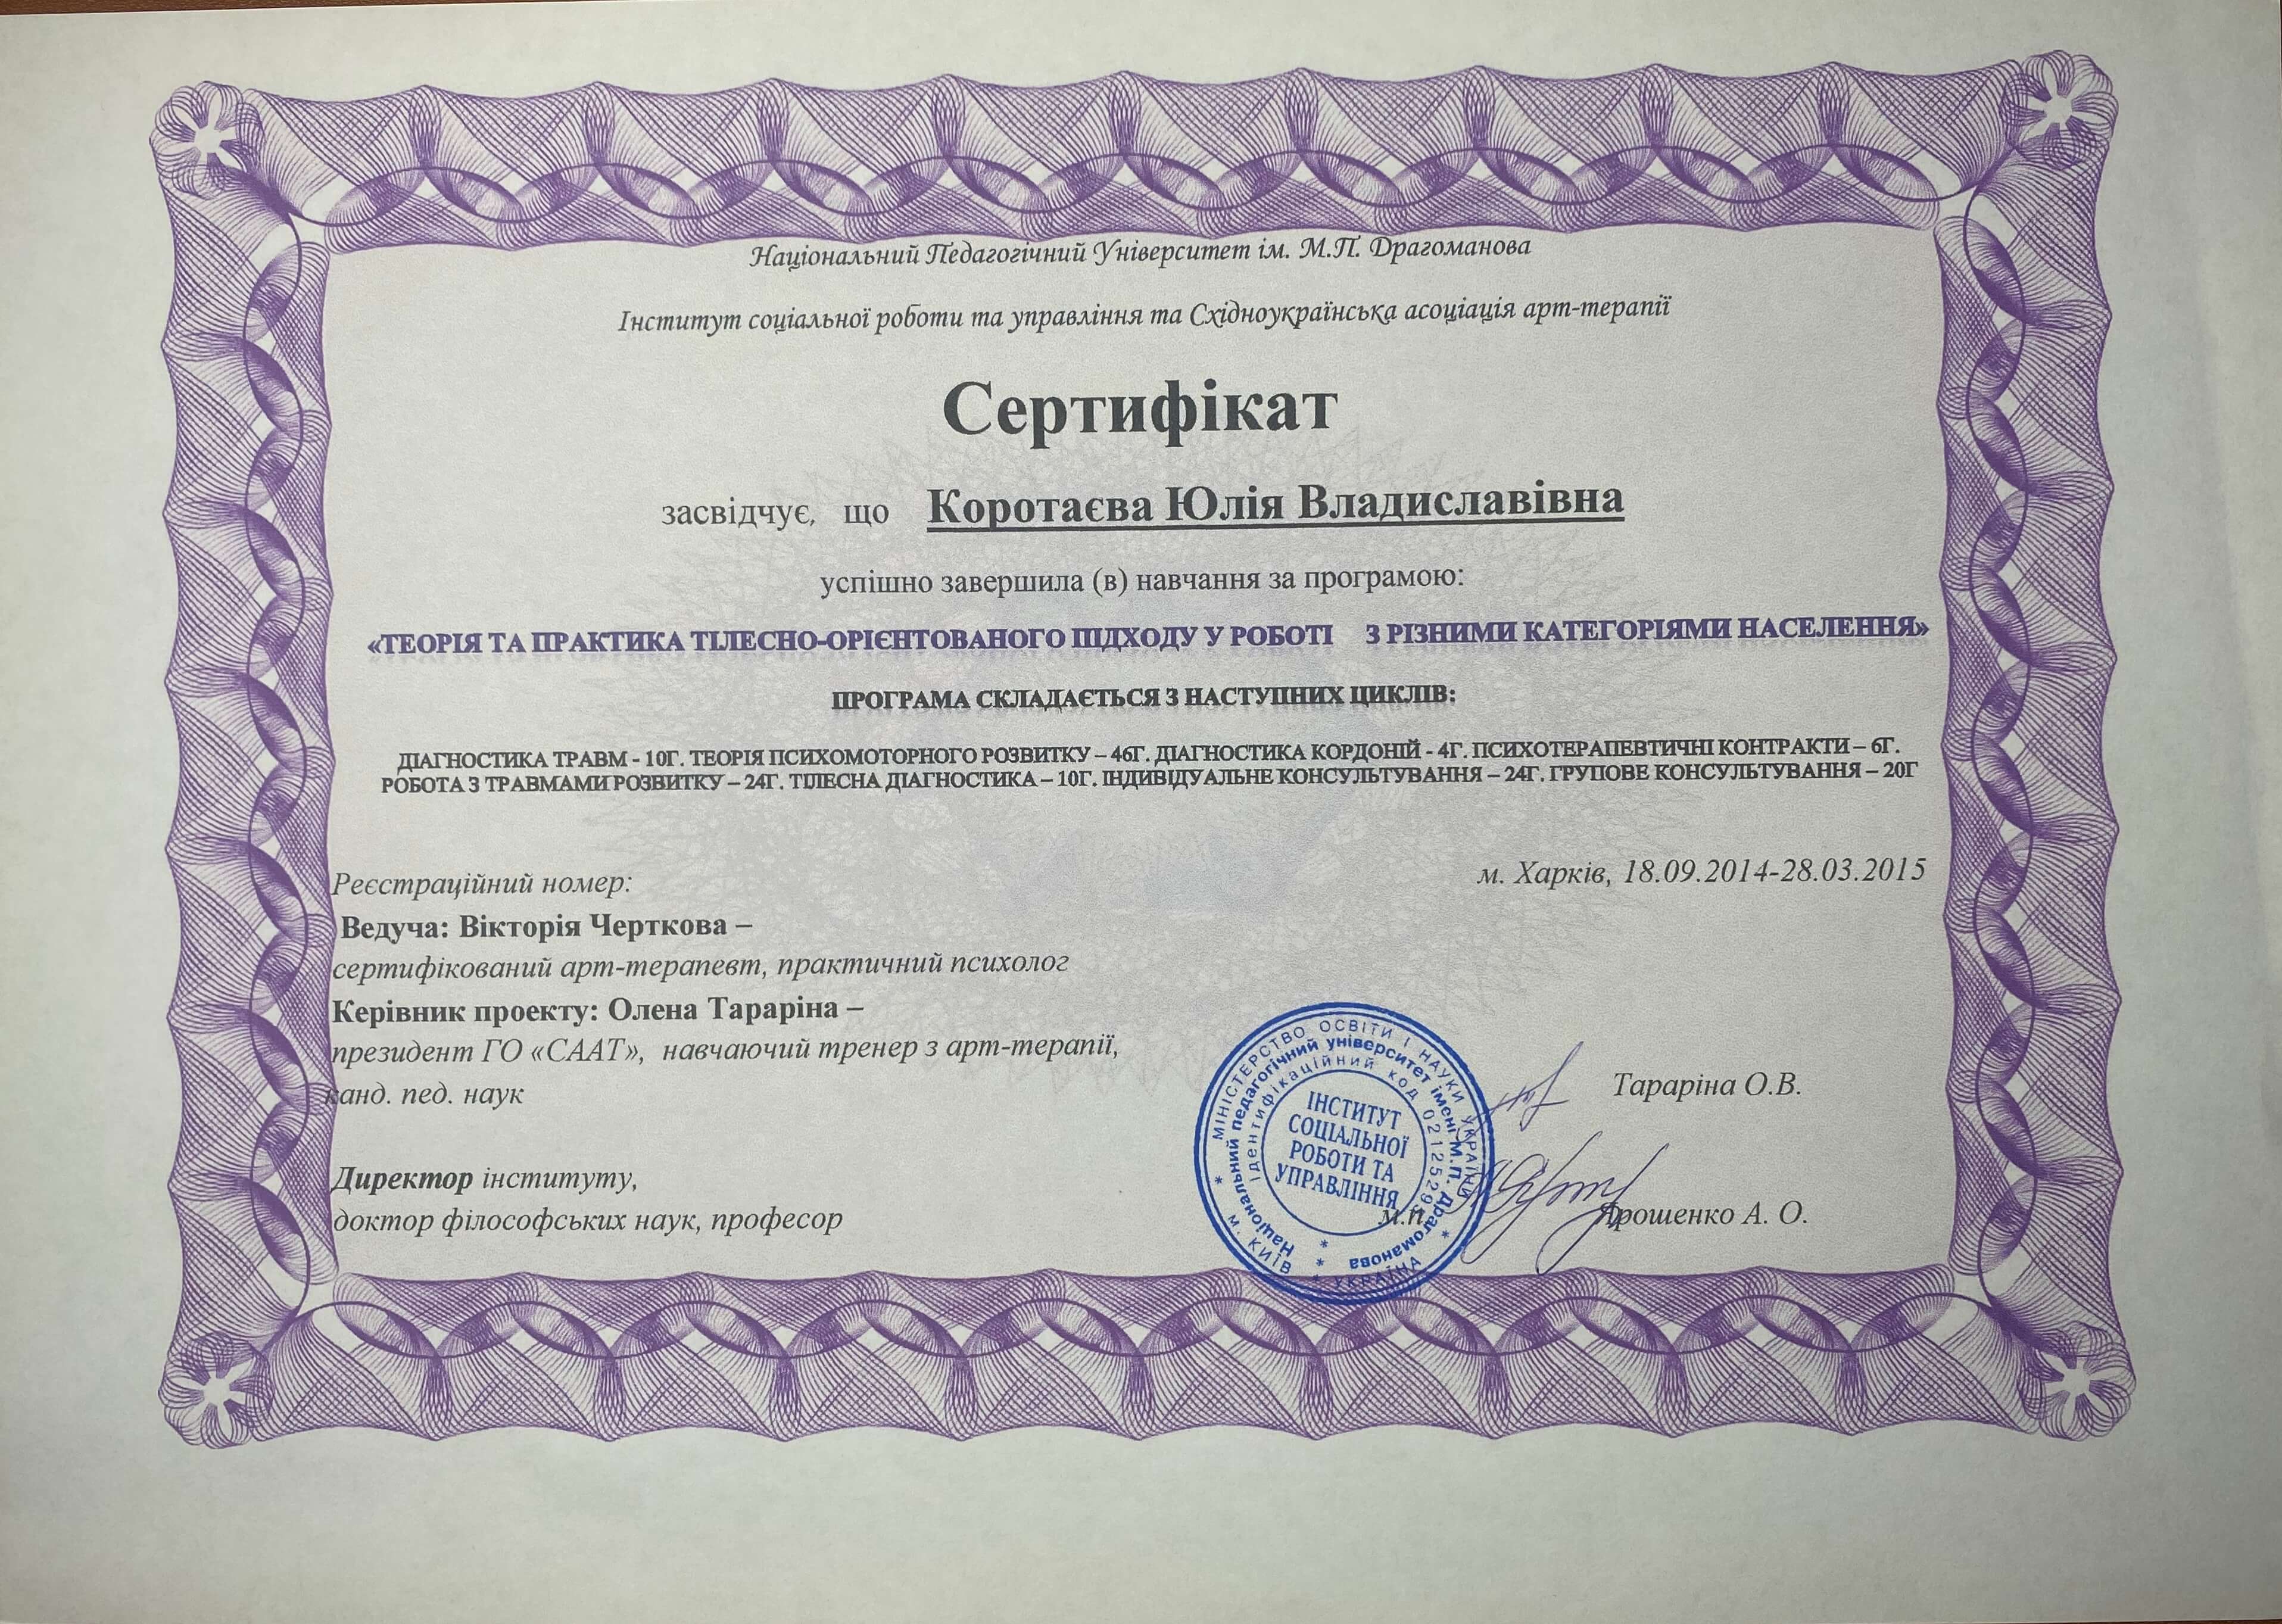 Національний Педагогічний Університет ім. М.П. Драгоманова
Інститут соціальної роботи та управління та Східноукраїнська асоціація арт-терапії
Сертифікат
засвідчує, що Коротаєва Юлія Владиславівна
успішно завершила (в) навчання за програмою:
«ТЕОРІЯ ТА ПРАКТИКА ТІЛЕСНО-ОРІЄНТОВАНОГО ПІДХОДУ У РОБОТІ З РІЗНИМИ КАТЕГОРІЯМИ НАСЕЛЕННЯ»
ПРОГРАМА СКЛАДАЄТЬСЯ З НАСТУПНИХ ЦИКЛІВ:
ДІАГНОСТИКА ТРАВМ - 10Г. ТЕОРІЯ ПСИХОМОТОРНОГО РОЗВИТКУ – 46Г. ДІАГНОСТИКА КОРДОНІЙ - 4Г. ПСИХОТЕРАПЕВТИЧНІ КОНТРАКТИ – 6Г.
РОБОТА З ТРАВМАМИ РОЗВИТКУ – 24Г. ТІЛЕСНА ДІАГНОСТИКА – 10Г. ІНДИВІДУАЛЬНЕ КОНСУЛЬТУВАННЯ – 24Г. ГРУПОВЕ КОНСУЛЬТУВАННЯ – 20Г
Реєстраційний номер:
м. Харків, 18.09.2014-28.03.2015
Ведуча: Вікторія Черткова –
сертифікований арт-терапевт, практичний психолог
Керівник проекту: Олена Тараріна –
президент ГО «СААТ», навчаючий тренер з арт-терапії,
канд. пед. наук
Тараріна О.В.
Директор інституту,
доктор філософських наук, професор
м.п.
Ярошенко А. О.
МІНІСТЕРСТВО ОСВІТИ І НАУКИ УКРАЇНИ
* м. КИЇВ * УКРАЇНА *
Національний педагогічний університет імені М.П. Драгоманова
Ідентифікаційний код 02125295
ІНСТИТУТ
СОЦІАЛЬНОЇ
РОБОТИ ТА
УПРАВЛІННЯ